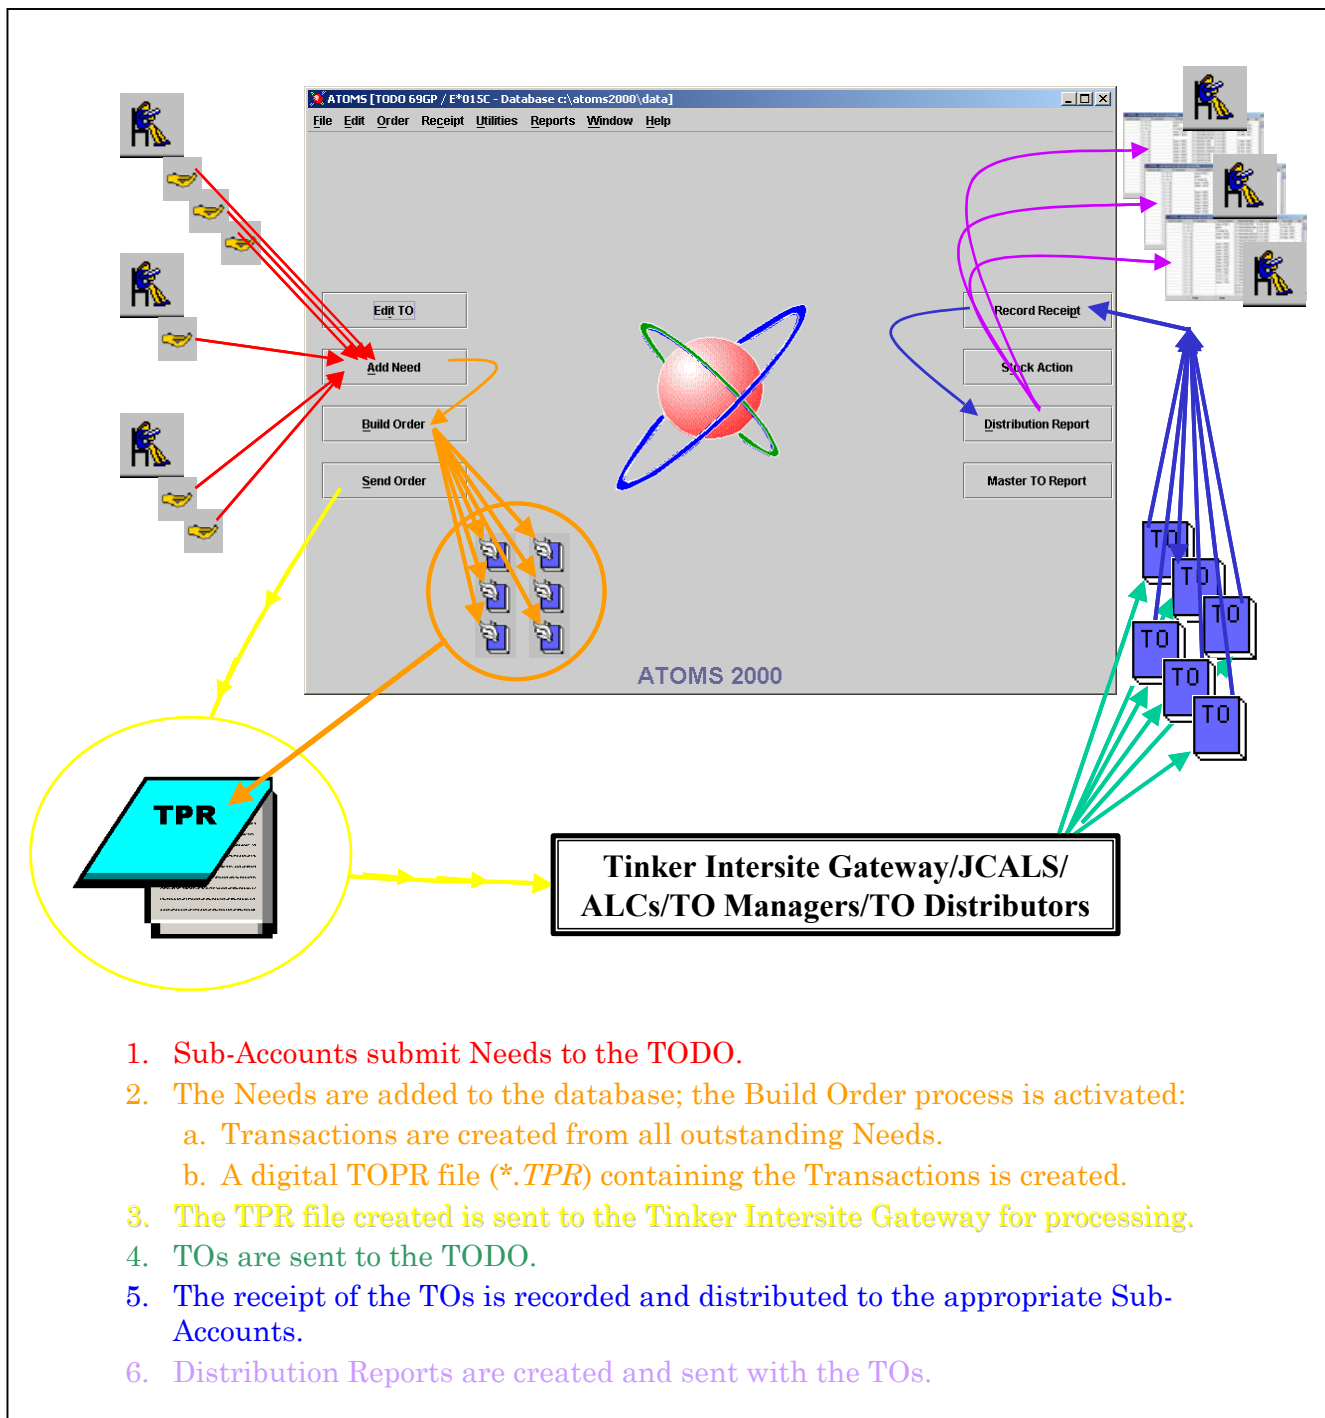 ATOMS [TODO 69GP / E*015C - Database c:\atoms2000\data]
File Edit Order Receipt Utilities Reports Window Help
Edit TO
Add Need
Build Order
Send Order
Record Receipt
Stock Action
Distribution Report
Master TO Report
ATOMS 2000
TO
TO
TO
TO
TO
TO
TPR
Tinker Intersite Gateway/JCALS/
ALCs/TO Managers/TO Distributors
1. Sub-Accounts submit Needs to the TODO.
2. The Needs are added to the database; the Build Order process is activated:
a. Transactions are created from all outstanding Needs.
b. A digital TOPR file (*.TPR) containing the Transactions is created.
3. The TPR file created is sent to the Tinker Intersite Gateway for processing.
4. TOs are sent to the TODO.
5. The receipt of the TOs is recorded and distributed to the appropriate Sub-
Accounts.
6. Distribution Reports are created and sent with the TOs.